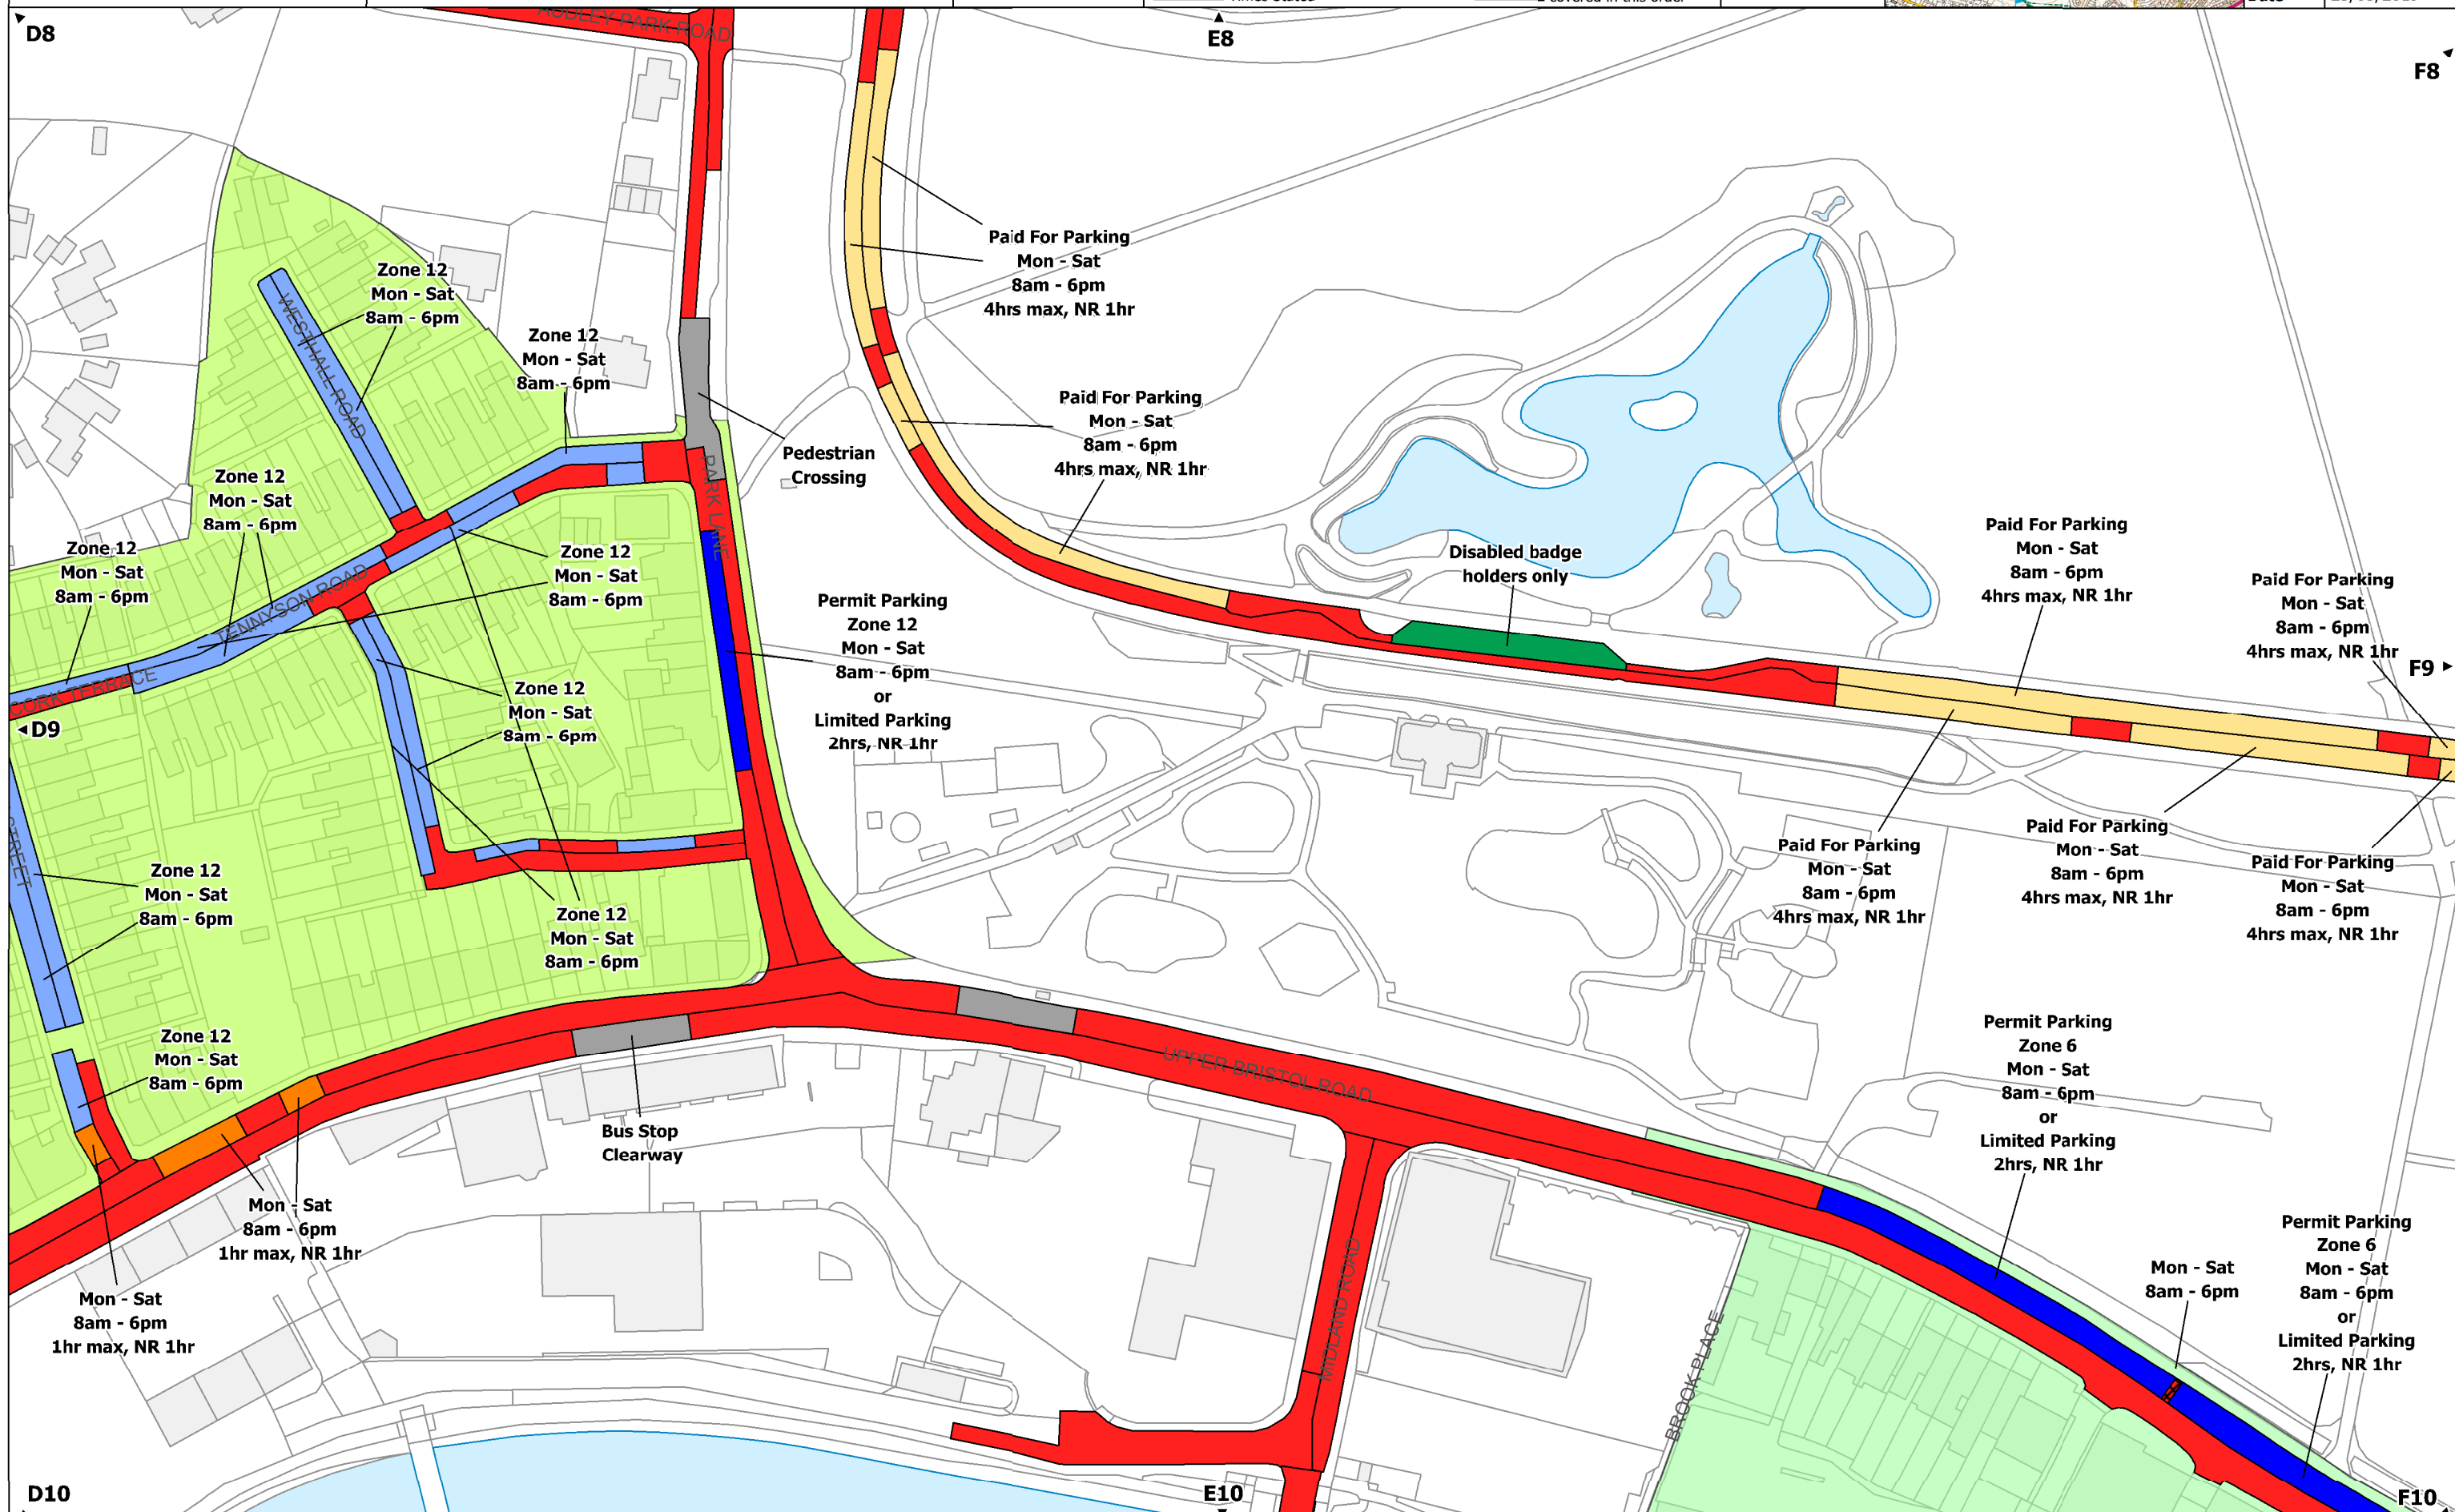 D8
AUDLEY PARK ROAD
E8
F8
Paid For Parking
Mon - Sat
8am - 6pm
4hrs max, NR 1hr
Zone 12
Mon - Sat
8am - 6pm
WESTHALL ROAD
Zone 12
Mon - Sat
8am - 6pm
Paid For Parking
Mon - Sat
8am - 6pm
4hrs max, NR 1hr
Pedestrian
Crossing
PARK LANE
Zone 12
Mon - Sat
8am - 6pm
Zone 12
Mon - Sat
8am - 6pm
Zone 12
Mon - Sat
8am - 6pm
TENNYSON ROAD
CORK TERRACE
D9
Disabled badge
holders only
Paid For Parking
Mon - Sat
8am - 6pm
4hrs max, NR 1hr
Paid For Parking
Mon - Sat
8am - 6pm
4hrs max, NR 1hr
F9
Permit Parking
Zone 12
Mon - Sat
8am - 6pm
or
Limited Parking
2hrs, NR 1hr
Zone 12
Mon - Sat
8am - 6pm
STREET
Zone 12
Mon - Sat
8am - 6pm
Zone 12
Mon - Sat
8am - 6pm
Paid For Parking
Mon - Sat
8am - 6pm
4hrs max, NR 1hr
Paid For Parking
Mon - Sat
8am - 6pm
4hrs max, NR 1hr
Paid For Parking
Mon - Sat
8am - 6pm
4hrs max, NR 1hr
Zone 12
Mon - Sat
8am - 6pm
Bus Stop
Clearway
UPPER BRISTOL ROAD
Permit Parking
Zone 6
Mon - Sat
8am - 6pm
or
Limited Parking
2hrs, NR 1hr
Mon - Sat
8am - 6pm
1hr max, NR 1hr
Mon - Sat
8am - 6pm
1hr max, NR 1hr
MIDLAND ROAD
BROOK PLACE
Mon - Sat
8am - 6pm
Permit Parking
Zone 6
Mon - Sat
8am - 6pm
or
Limited Parking
2hrs, NR 1hr
D10
E10
F10